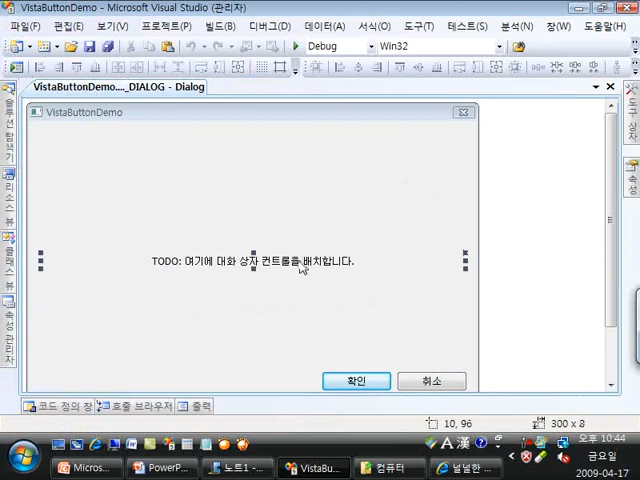 VistaButtonDemo - Microsoft Visual Studio (관리자)
파일(F) 편집(E) 보기(V) 프로젝트(P) 빌드(B) 디버그(D) 데이터(A) 서식(O) 도구(T) 테스트(S) 분석(N) 창(W) 도움말(H)
Debug Win32
VistaButtonDemo...._DIALOG - Dialog
솔루션 탐색기
리소스 뷰
클래스 뷰
속성 관리자
VistaButtonDemo
TODO: 여기에 대화 상자 컨트롤을 배치합니다.
확인 취소
도구 상자
속성
코드 정의 창 호출 브라우저 출력
10, 96 300 x 8
A 漢 오후 10:44
금요일
Micros... PowerP... 노트1 - ... VistaBu... 컴퓨터 널널한 ...
2009-04-17